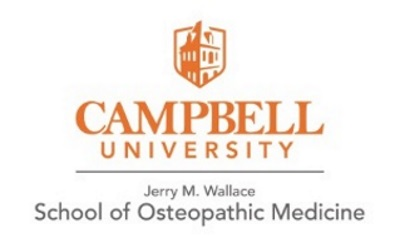 CAMPBELL
UNIVERSITY
Jerry M. Wallace
School of Osteopathic Medicine